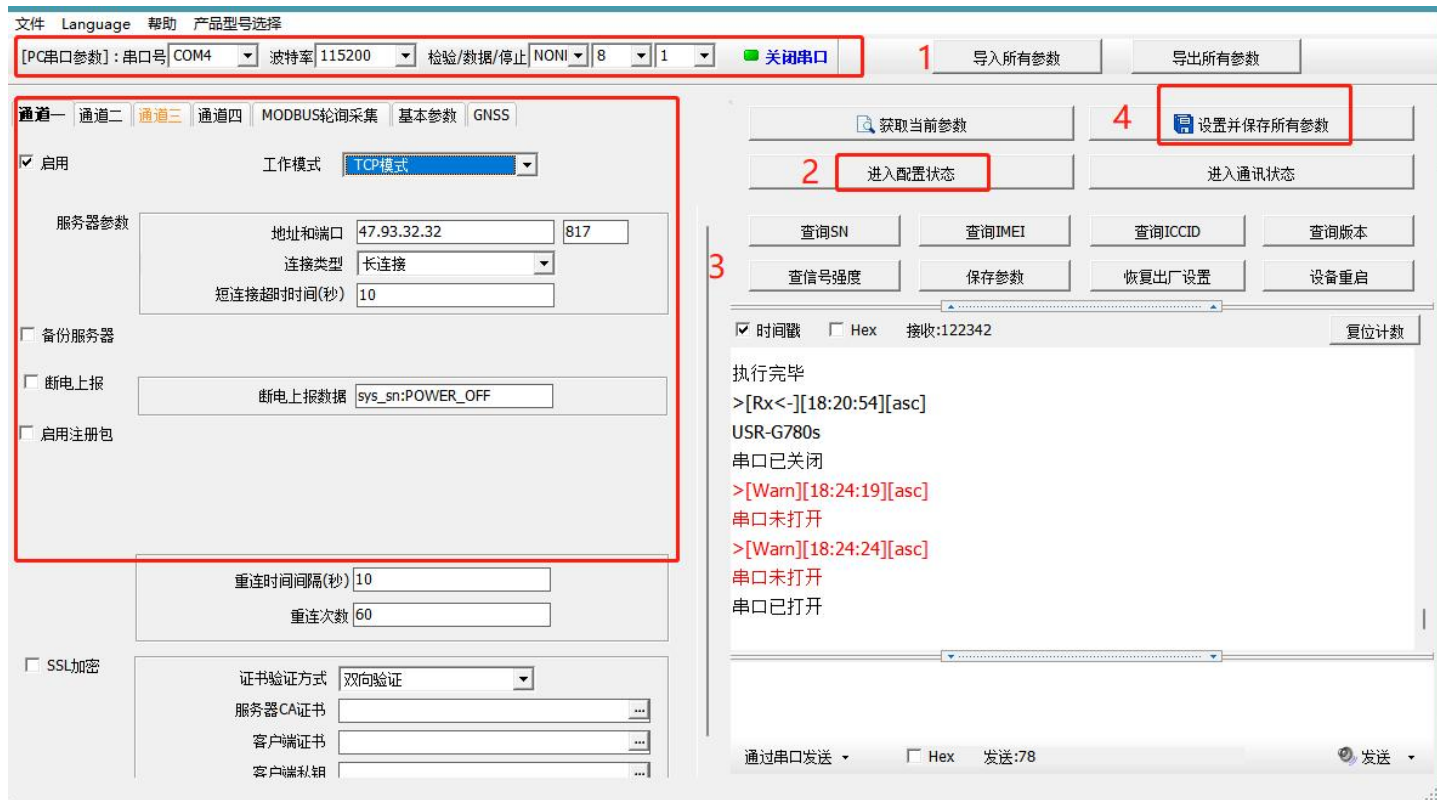 文件 Language 帮助 产品型号选择
[PC串口参数]：串口号 COM4 波特率 115200 检验/数据/停止 NONI 8 1 关闭串口 1 导入所有参数 导出所有参数
通道一 通道二 通道三 通道四 MODBUS轮询采集 基本参数 GNSS
获取当前参数 4 设置并保存所有参数
启用 工作模式 TCP模式
2 进入配置状态 进入通讯状态
服务器参数 地址和端口 47.93.32.32 817
查询SN 查询IMEI 查询ICCID 查询版本
连接类型 长连接
3 查信号强度 保存参数 恢复出厂设置 设备重启
短连接超时时间(秒) 10
备份服务器
时间戳 Hex 接收:122342 复位计数
断电上报 断电上报数据 sys_sn:POWER_OFF
启用注册包
执行完毕
>[Rx<-][18:20:54][asc]
USR-G780s
串口已关闭
>[Warn][18:24:19][asc]
串口未打开
>[Warn][18:24:24][asc]
串口未打开
串口已打开
重连时间间隔(秒) 10
重连次数 60
SSL加密 证书验证方式 双向验证
服务器CA证书 ...
客户端证书 ...
客户端私钥 ...
通过串口发送 Hex 发送:78 发送